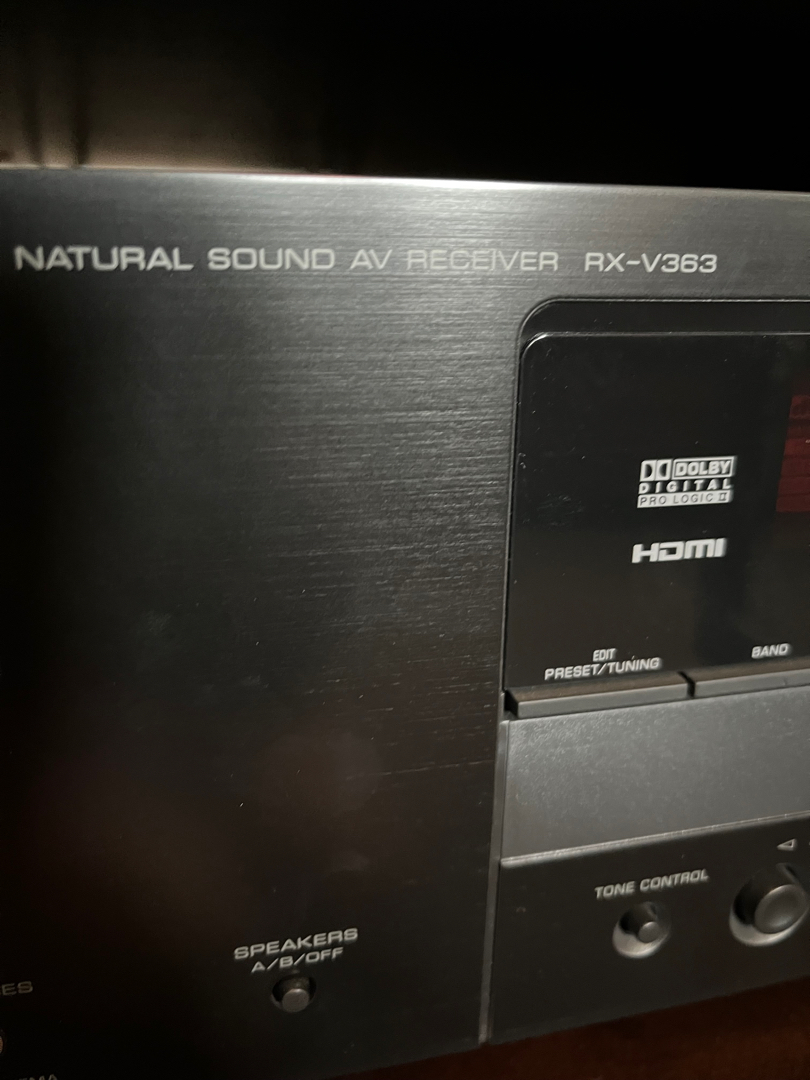 NATURAL SOUND AV RECEIVER RX-V363
DOLBY
DIGITAL
PRO LOGIC II
HDMI
EDIT
PRESET/TUNING
BAND
TONE CONTROL
SPEAKERS
A/B/OFF